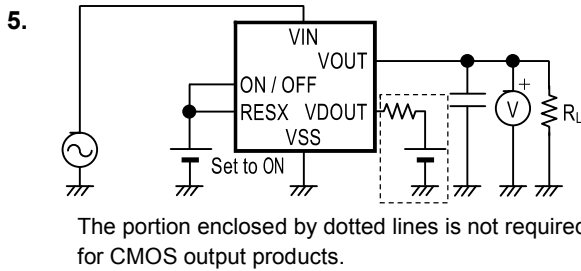 5.
VIN
VOUT
ON / OFF
RESX VDOUT
VSS
Set to ON
+
V
RL
The portion enclosed by dotted lines is not required
for CMOS output products.